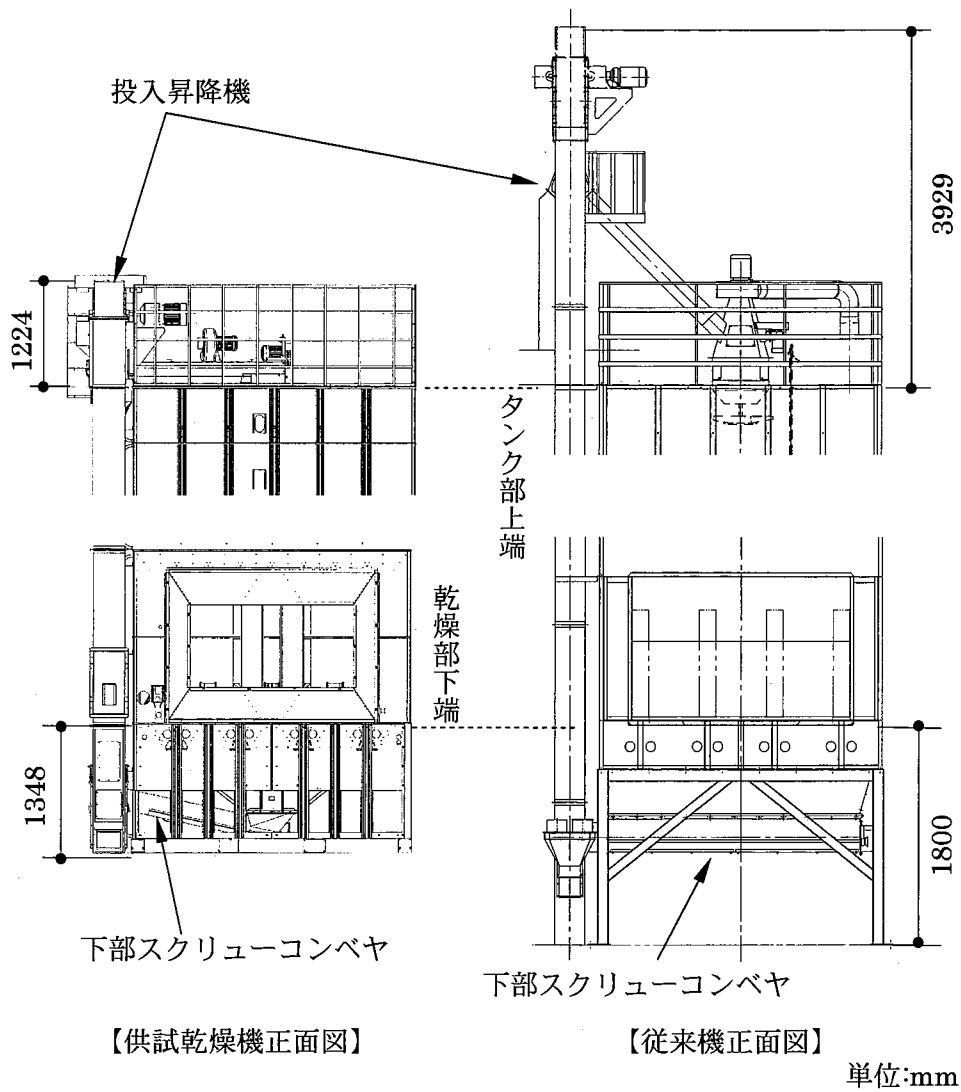 投入昇降機
3929
1224
タンク部上端
乾燥部下端
1348
1800
下部スクリューコンベヤ
下部スクリューコンベヤ
【供試乾燥機正面図】
【従来機正面図】
単位:mm